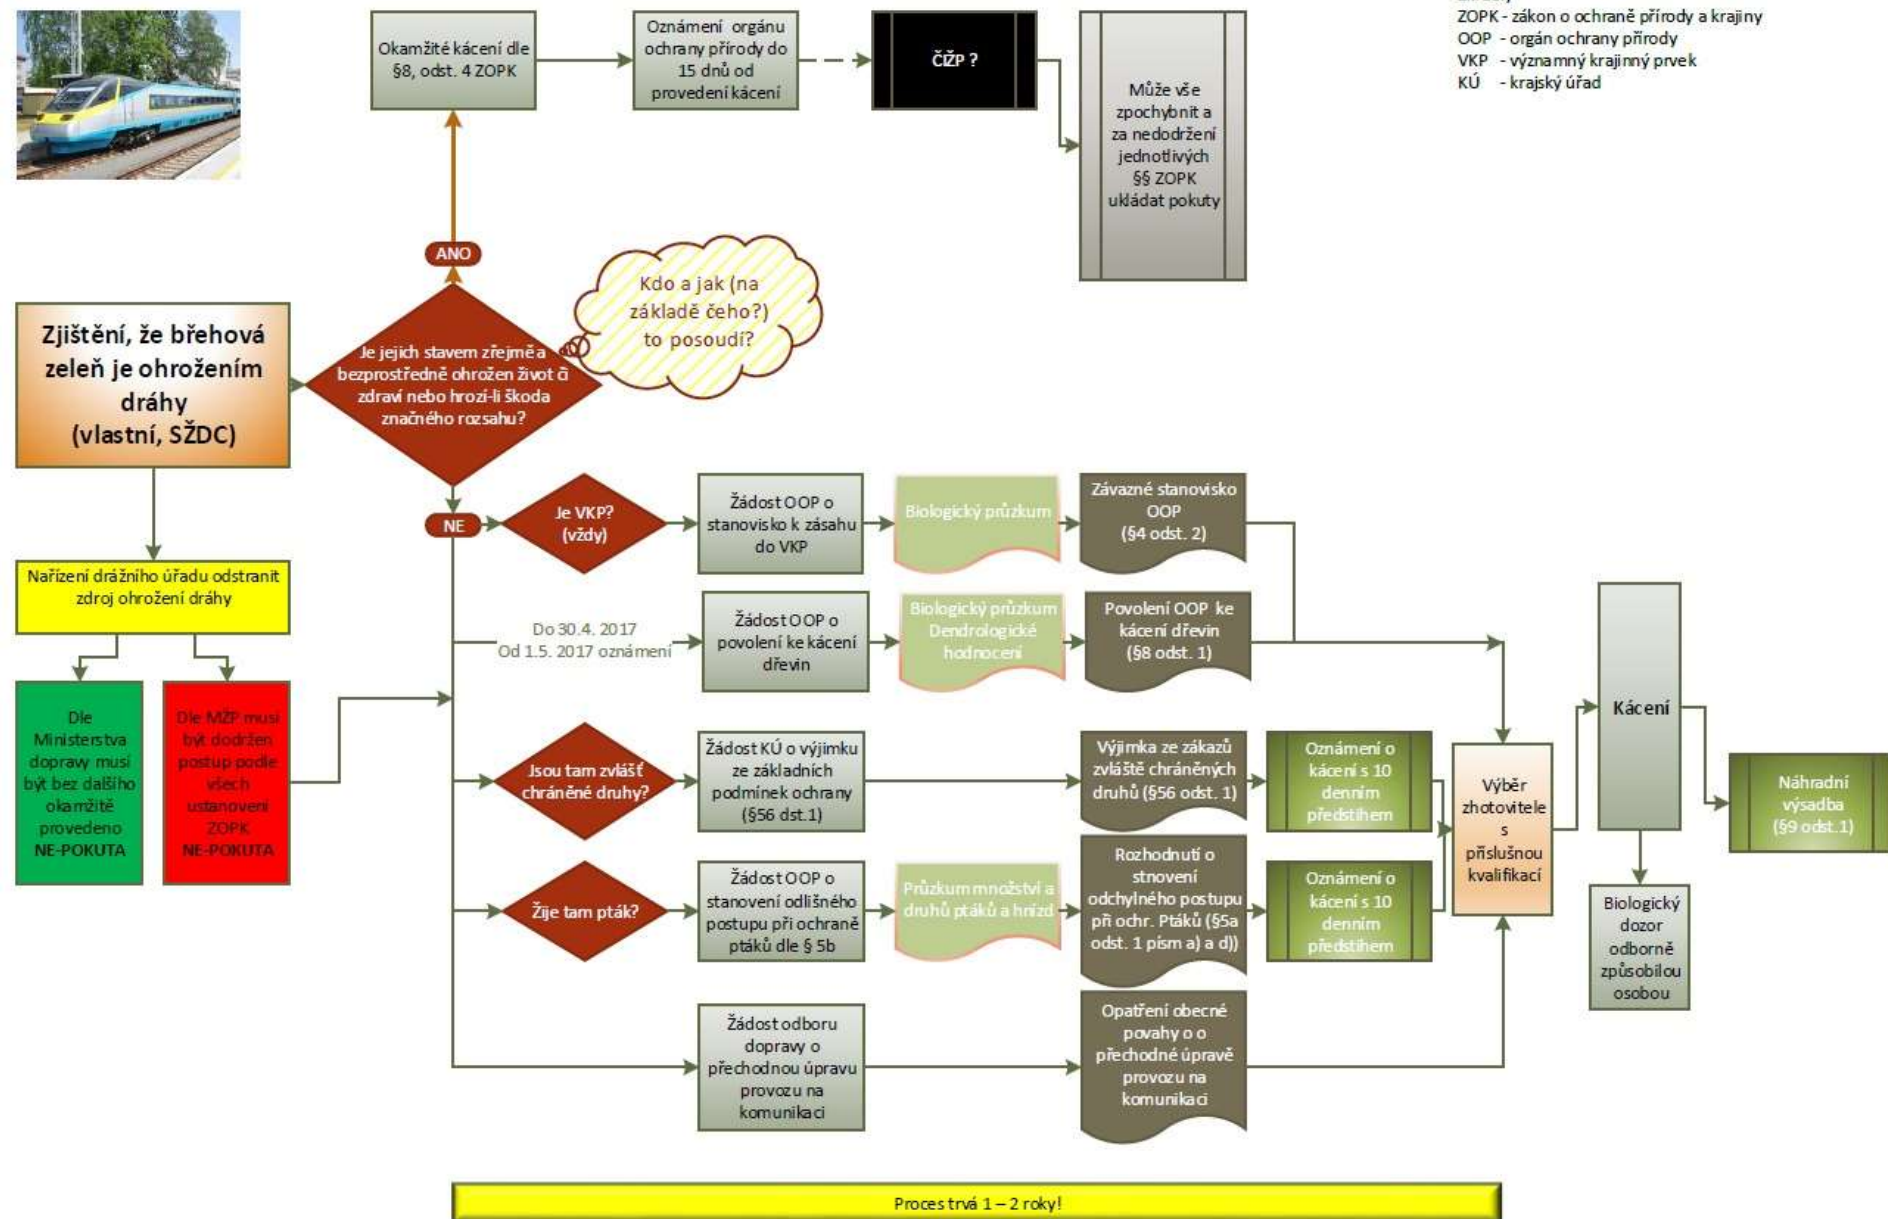 ZOPK - zákon o ochraně přírody a krajiny
OOP - orgán ochrany přírody
VKP - významný krajinný prvek
KÚ - krajský úřad
Okamžité kácení dle
§8, odst. 4 ZOPK
Oznámení orgánu
ochrany přírody do
15 dnů od
provedení kácení
ČIŽP ?
Může vše
zpochybnit a
za nedodržení
jednotlivých
§§ ZOPK
ukládat pokuty
ANO
Kdo a jak (na
základě čeho?)
to posoudí?
Zjištění, že břehová
zeleň je ohrožením
dráhy
(vlastní, SŽDC)
Je jejich stavem zřejmě a
bezprostředně ohrožen život či
zdraví nebo hrozí-li škoda
značného rozsahu?
NE
Je VKP?
(vždy)
Žádost OOP o
stanovisko k zásahu
do VKP
Biologický průzkum
Závazné stanovisko
OOP
(§4 odst. 2)
Nařízení drážního úřadu odstranit
zdroj ohrožení dráhy
Do 30.4. 2017
Od 1.5. 2017 oznámení
Žádost OOP o
povolení ke kácení
dřevin
Biologický průzkum
Dendrologické
hodnocení
Povolení OOP ke
kácení dřevin
(§8 odst. 1)
Dle
Ministerstva
dopravy musí
být bez dalšího
okamžitě
provedeno
NE-POKUTA
Dle MŽP musí
být dodržen
postup podle
všech
ustanovení
ZOPK
NE-POKUTA
Jsou tam zvlášť
chráněné druhy?
Žádost KÚ o výjimku
ze základních
podmínek ochrany
(§56 dst.1)
Výjimka ze zákazů
zvláště chráněných
druhů (§56 odst. 1)
Oznámení o
kácení s 10
denním
předstihem
Žije tam pták?
Žádost OOP o
stanovení odlišného
postupu při ochraně
ptáků dle § 5b
Průzkum množství a
druhů ptáků a hnízd
Rozhodnutí o
stnovení
odchylného postupu
při ochr. Ptáků (§5a
odst. 1 písm a) a d))
Oznámení o
kácení s 10
denním
předstihem
Žádost odboru
dopravy o
přechodnou úpravu
provozu na
komunikaci
Opatření obecné
povahy o o
přechodné úpravě
provozu na
komunikaci
Výběr
zhotovitele
s
příslušnou
kvalifikací
Kácení
Biologický
dozor
odborně
způsobilou
osobou
Náhradní
výsadba
(§9 odst.1)
Proces trvá 1 – 2 roky!